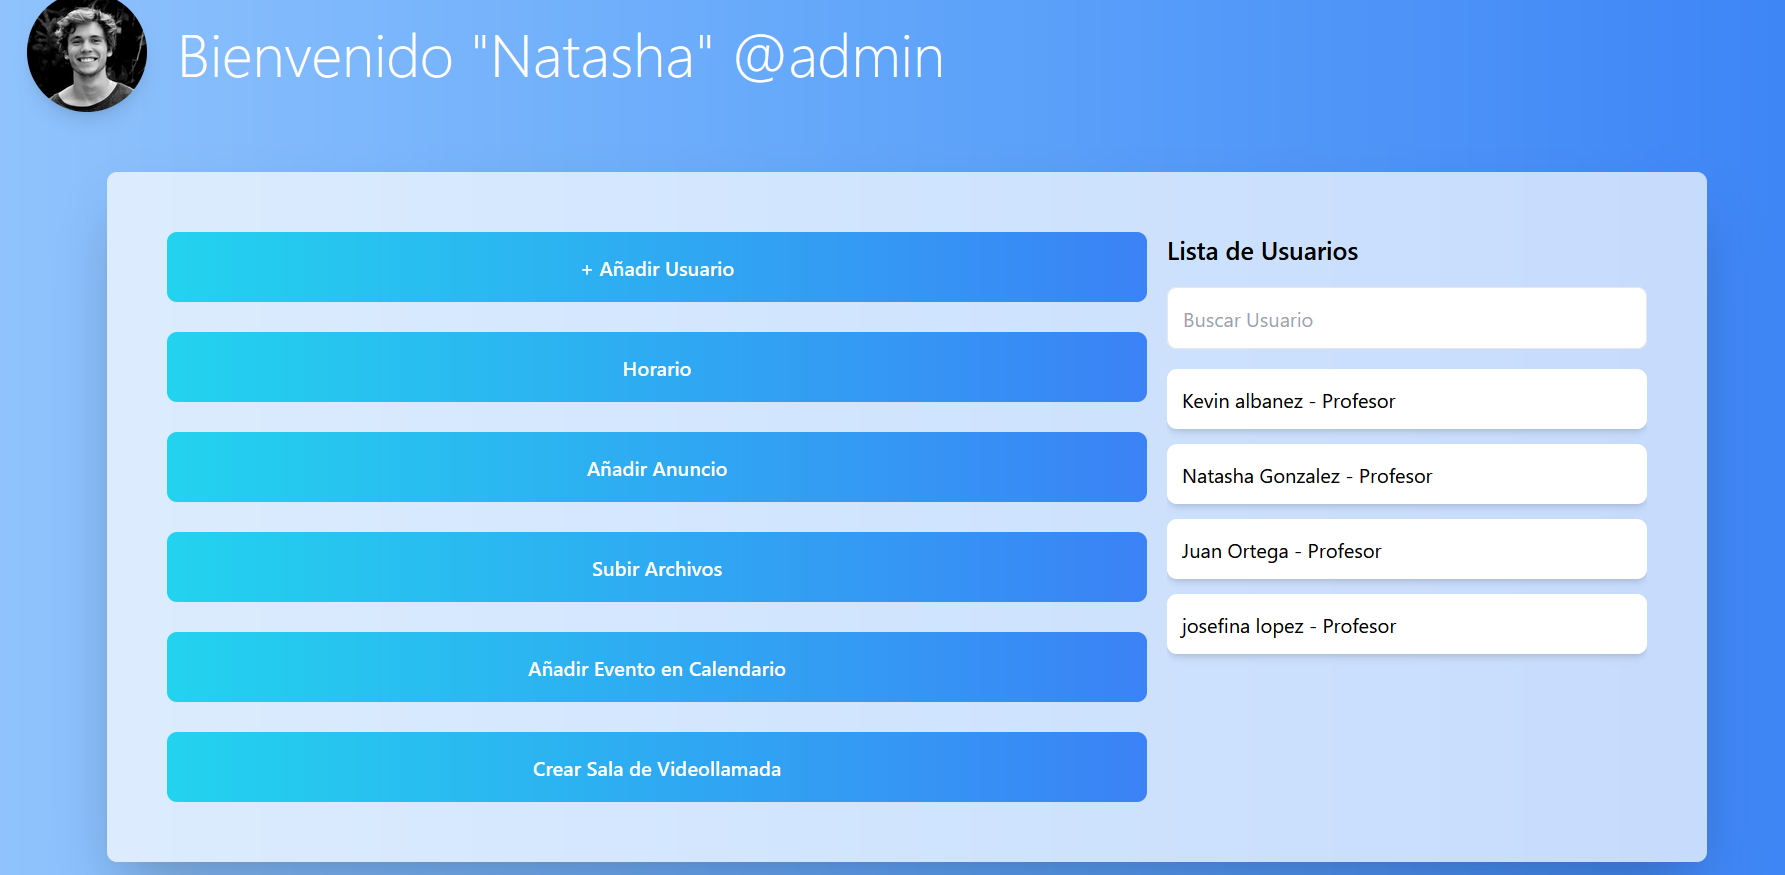 Bienvenido "Natasha" @admin
+ Añadir Usuario
Horario
Añadir Anuncio
Subir Archivos
Añadir Evento en Calendario
Crear Sala de Videollamada
Lista de Usuarios
Buscar Usuario
Kevin albanez - Profesor
Natasha Gonzalez - Profesor
Juan Ortega - Profesor
josefina lopez - Profesor